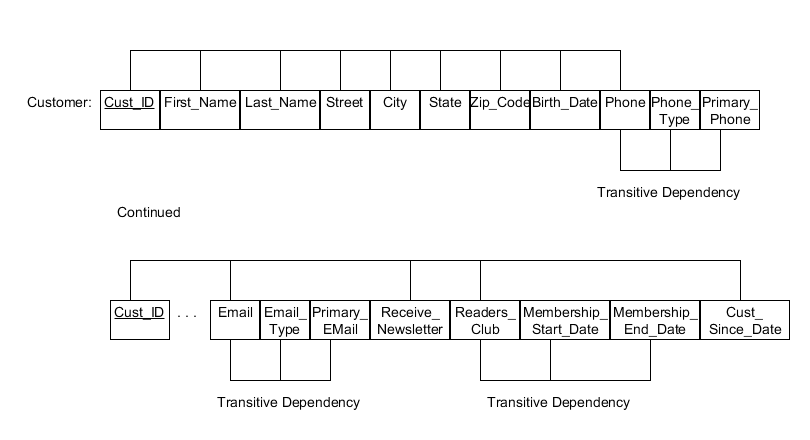 Customer: Cust_ID First_Name Last_Name Street City State Zip_Code Birth_Date Phone Phone_ Primary_
Type Phone
Transitive Dependency
Continued
Cust_ID . . . Email Email_ Primary_ Receive_ Readers_ Membership_ Membership_ Cust_
Type EMail Newsletter Club Start_Date End_Date Since_Date
Transitive Dependency Transitive Dependency